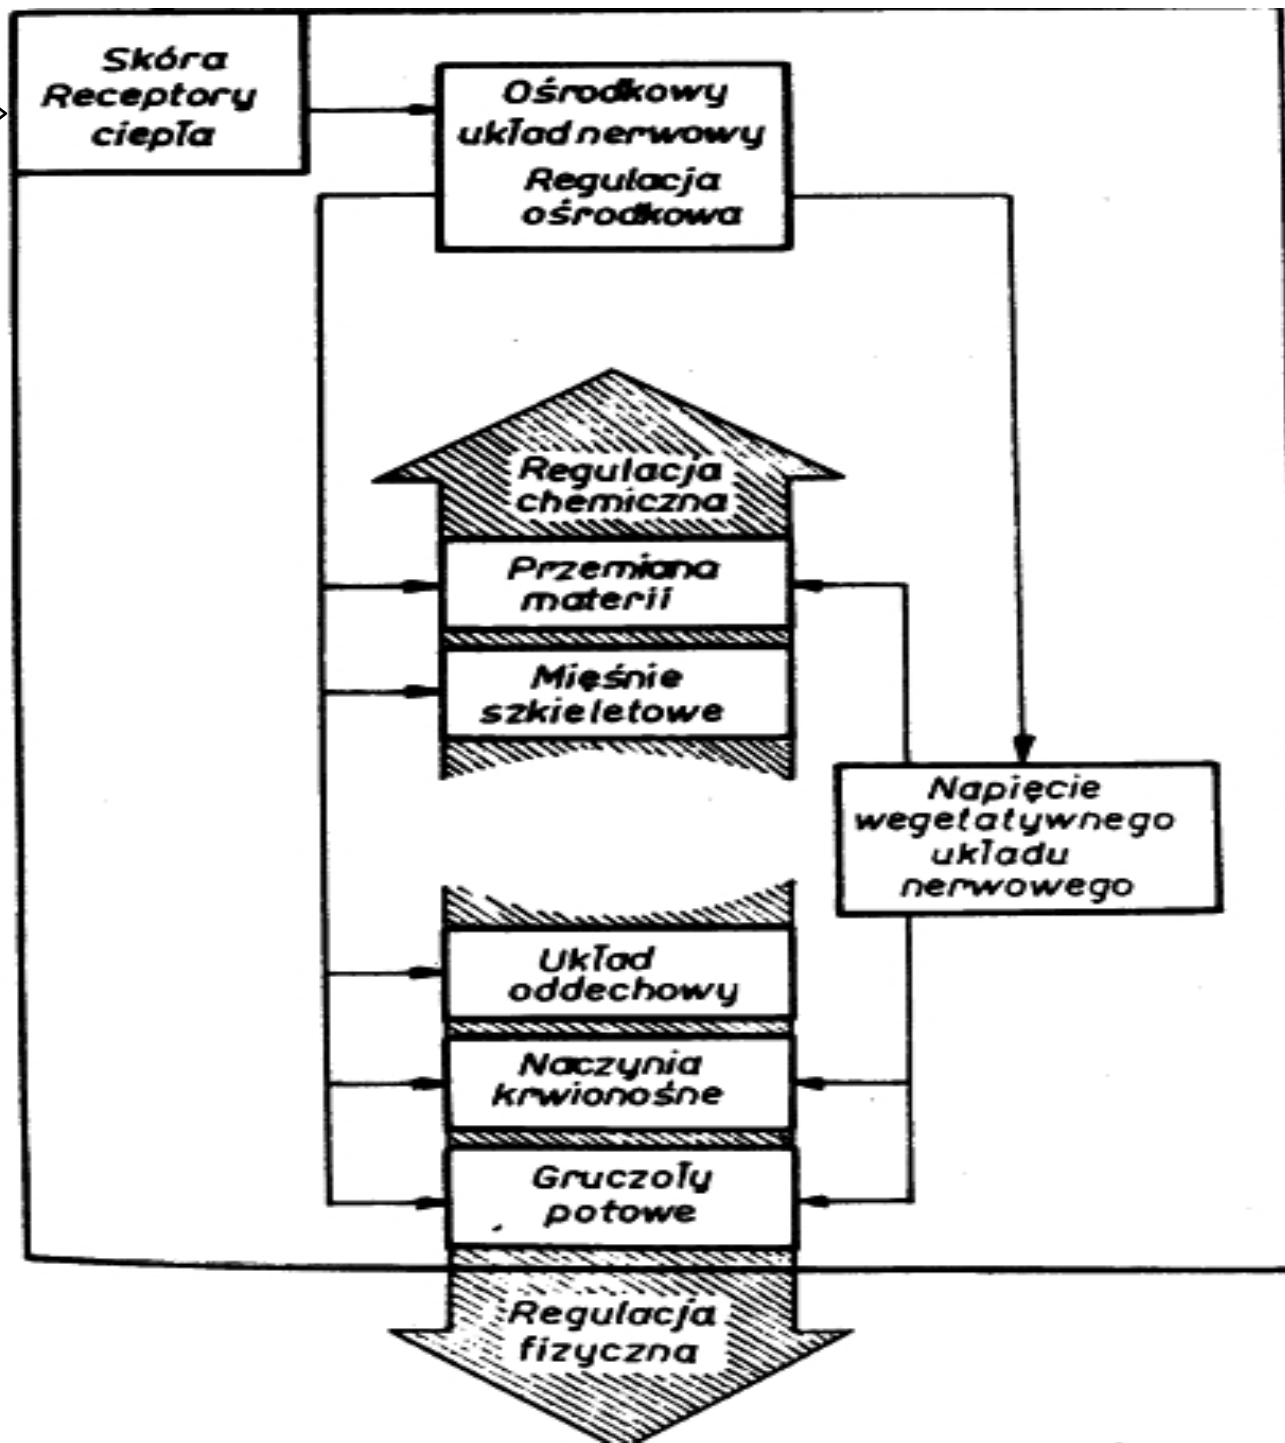 Skóra
Receptory
ciepła
Ośrodkowy
układ nerwowy
Regulacja
ośrodkowa
Regulacja
chemiczna
Przemiana
materii
Mięśnie
szkieletowe
Napięcie
wegetatywnego
układu
nerwowego
Układ
oddechowy
Naczynia
krwionośne
Gruczoły
potowe
Regulacja
fizyczna